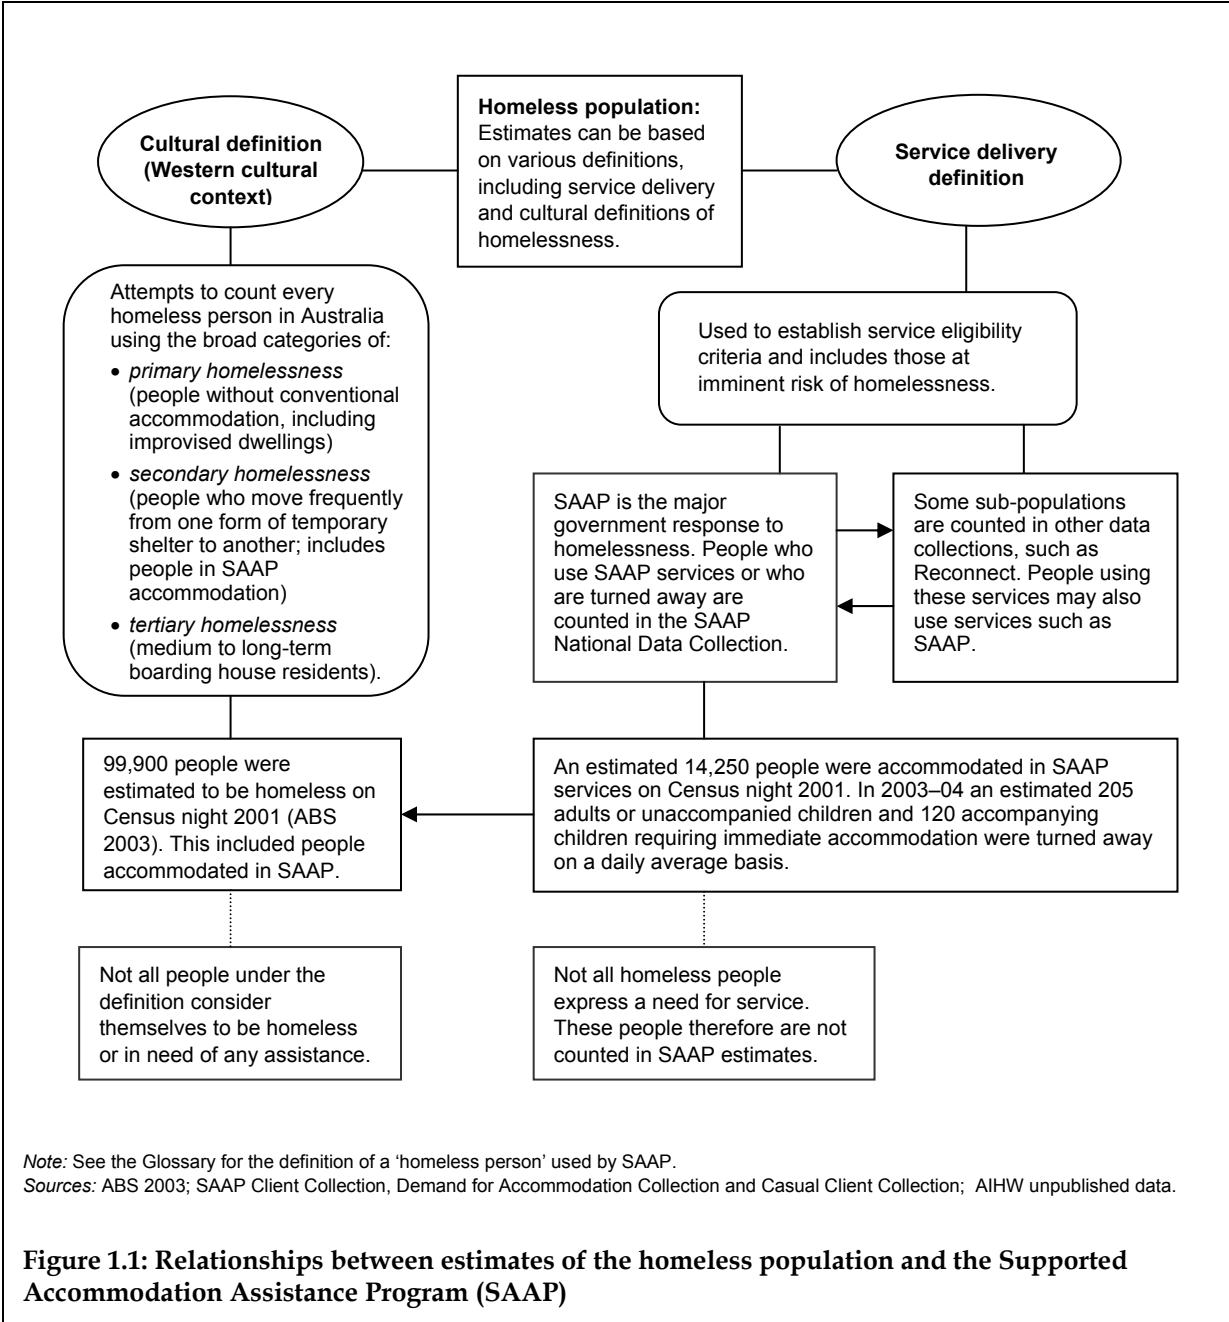 Homeless population:
Estimates can be based
on various definitions,
including service delivery
and cultural definitions of
homelessness.
Cultural definition
(Western cultural
context)
Service delivery
definition
Attempts to count every
homeless person in Australia
using the broad categories of:
• primary homelessness
(people without conventional
accommodation, including
improvised dwellings)
• secondary homelessness
(people who move frequently
from one form of temporary
shelter to another; includes
people in SAAP
accommodation)
• tertiary homelessness
(medium to long-term
boarding house residents).
Used to establish service eligibility
criteria and includes those at
imminent risk of homelessness.
SAAP is the major
government response to
homelessness. People who
use SAAP services or who
are turned away are
counted in the SAAP
National Data Collection.
Some sub-populations
are counted in other data
collections, such as
Reconnect. People using
these services may also
use services such as
SAAP.
99,900 people were
estimated to be homeless on
Census night 2001 (ABS
2003). This included people
accommodated in SAAP.
An estimated 14,250 people were accommodated in SAAP
services on Census night 2001. In 2003–04 an estimated 205
adults or unaccompanied children and 120 accompanying
children requiring immediate accommodation were turned away
on a daily average basis.
Not all people under the
definition consider
themselves to be homeless
or in need of any assistance.
Not all homeless people
express a need for service.
These people therefore are not
counted in SAAP estimates.
Note: See the Glossary for the definition of a ‘homeless person’ used by SAAP.
Sources: ABS 2003; SAAP Client Collection, Demand for Accommodation Collection and Casual Client Collection; AIHW unpublished data.
Figure 1.1: Relationships between estimates of the homeless population and the Supported
Accommodation Assistance Program (SAAP)